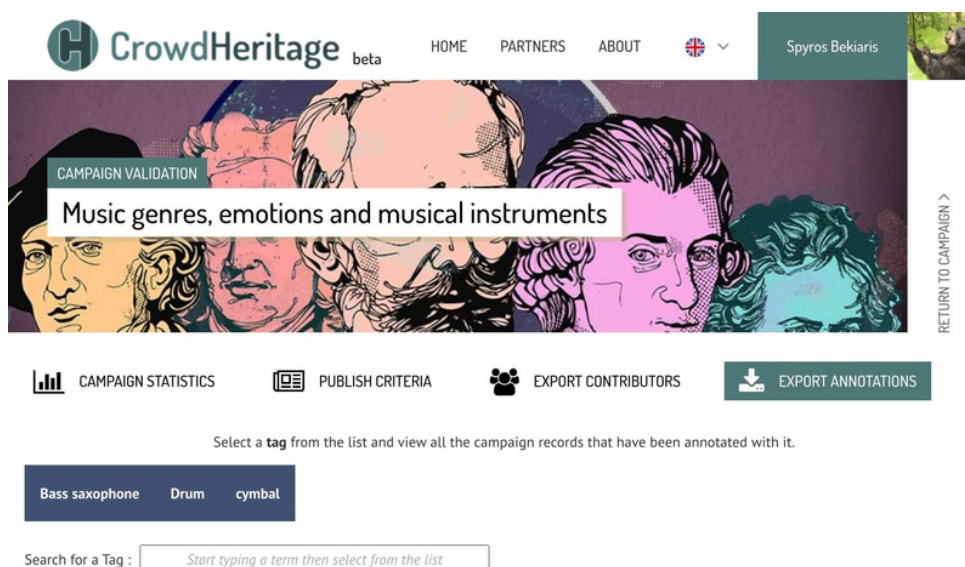 CrowdHeritage beta HOME PARTNERS ABOUT Spyros Bekiaris
CAMPAIGN VALIDATION
Music genres, emotions and musical instruments
RETURN TO CAMPAIGN >
CAMPAIGN STATISTICS PUBLISH CRITERIA EXPORT CONTRIBUTORS EXPORT ANNOTATIONS
Select a tag from the list and view all the campaign records that have been annotated with it.
Bass saxophone Drum cymbal
Search for a Tag : Start typing a term then select from the list